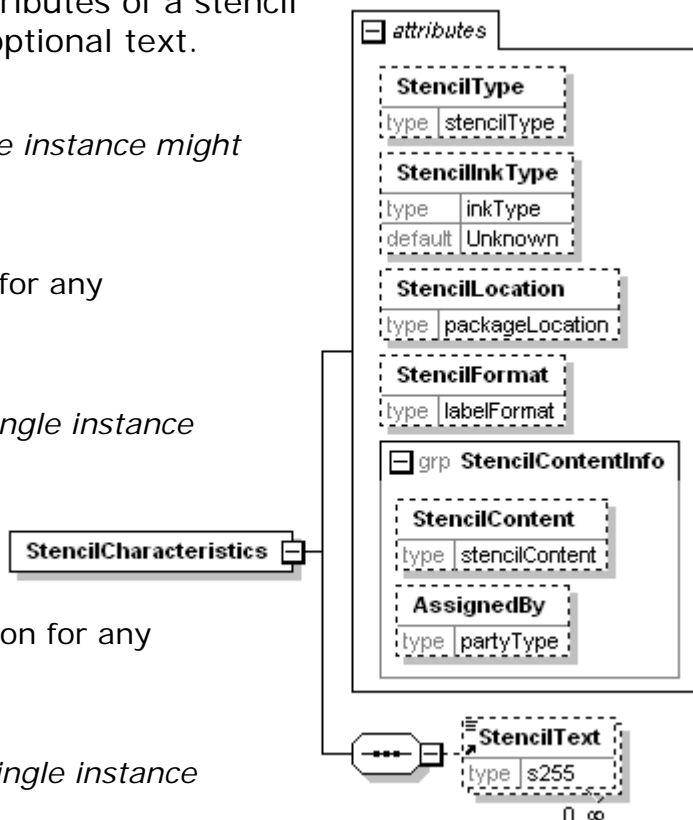 ributes of a stencil
optional text.
e instance might
for any
ngle instance
on for any
ingle instance
StencilCharacteristics
attributes
StencilType
type stencilType
StencilInkType
type inkType
default Unknown
StencilLocation
type packageLocation
StencilFormat
type labelFormat
grp StencilContentInfo
StencilContent
type stencilContent
AssignedBy
type partyType
StencilText
type s255